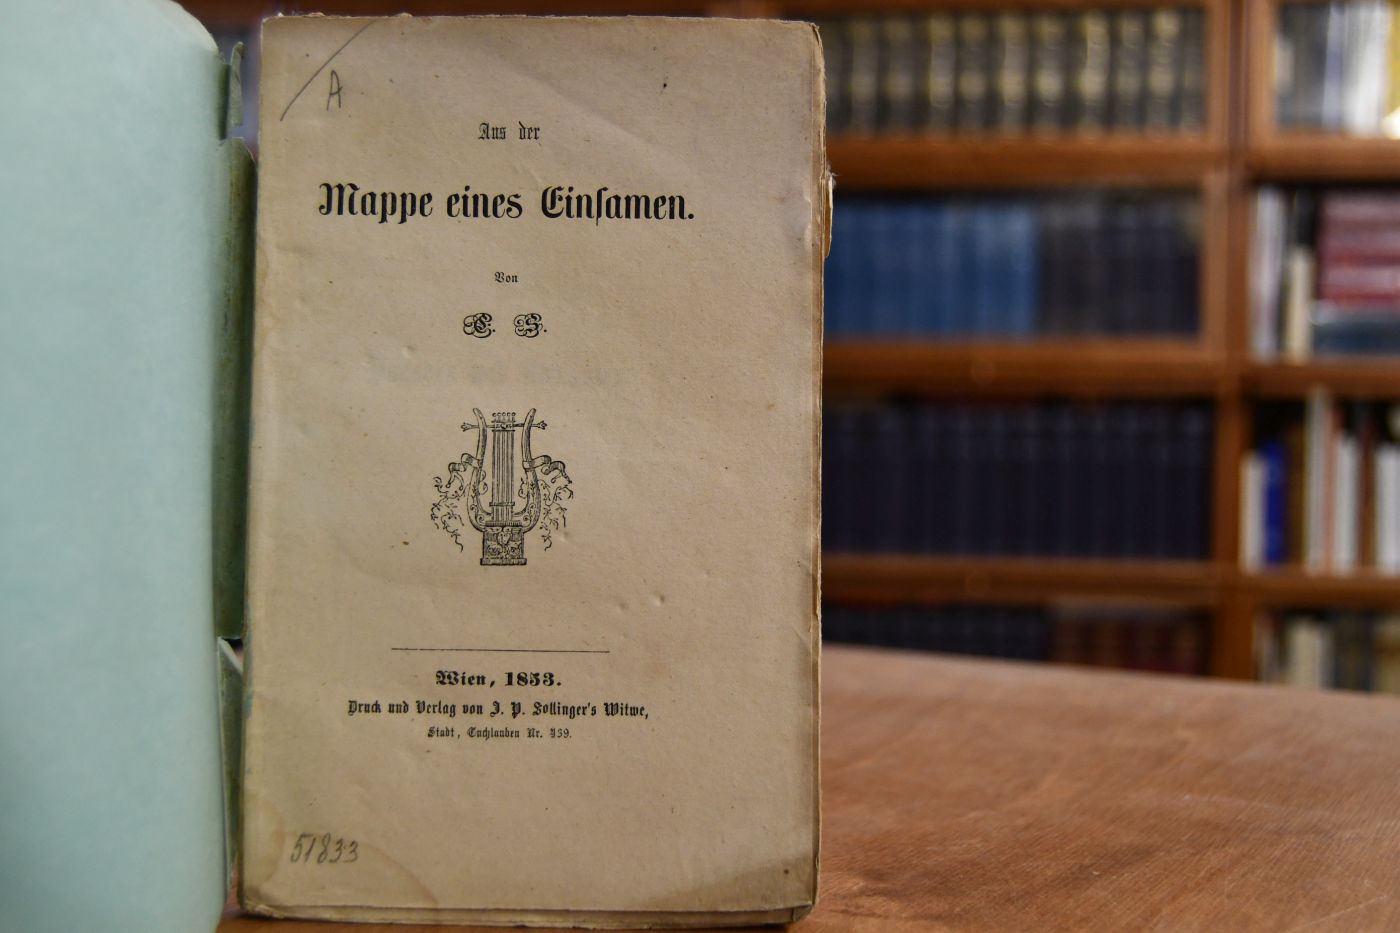 A
Aus der
Mappe eines Einſamen.
Von
C. S.
Wien, 1853.
Druck und Verlag von J. P. Sollinger's Witwe,
Stadt, Tuchlauben Nr. 439.
51833